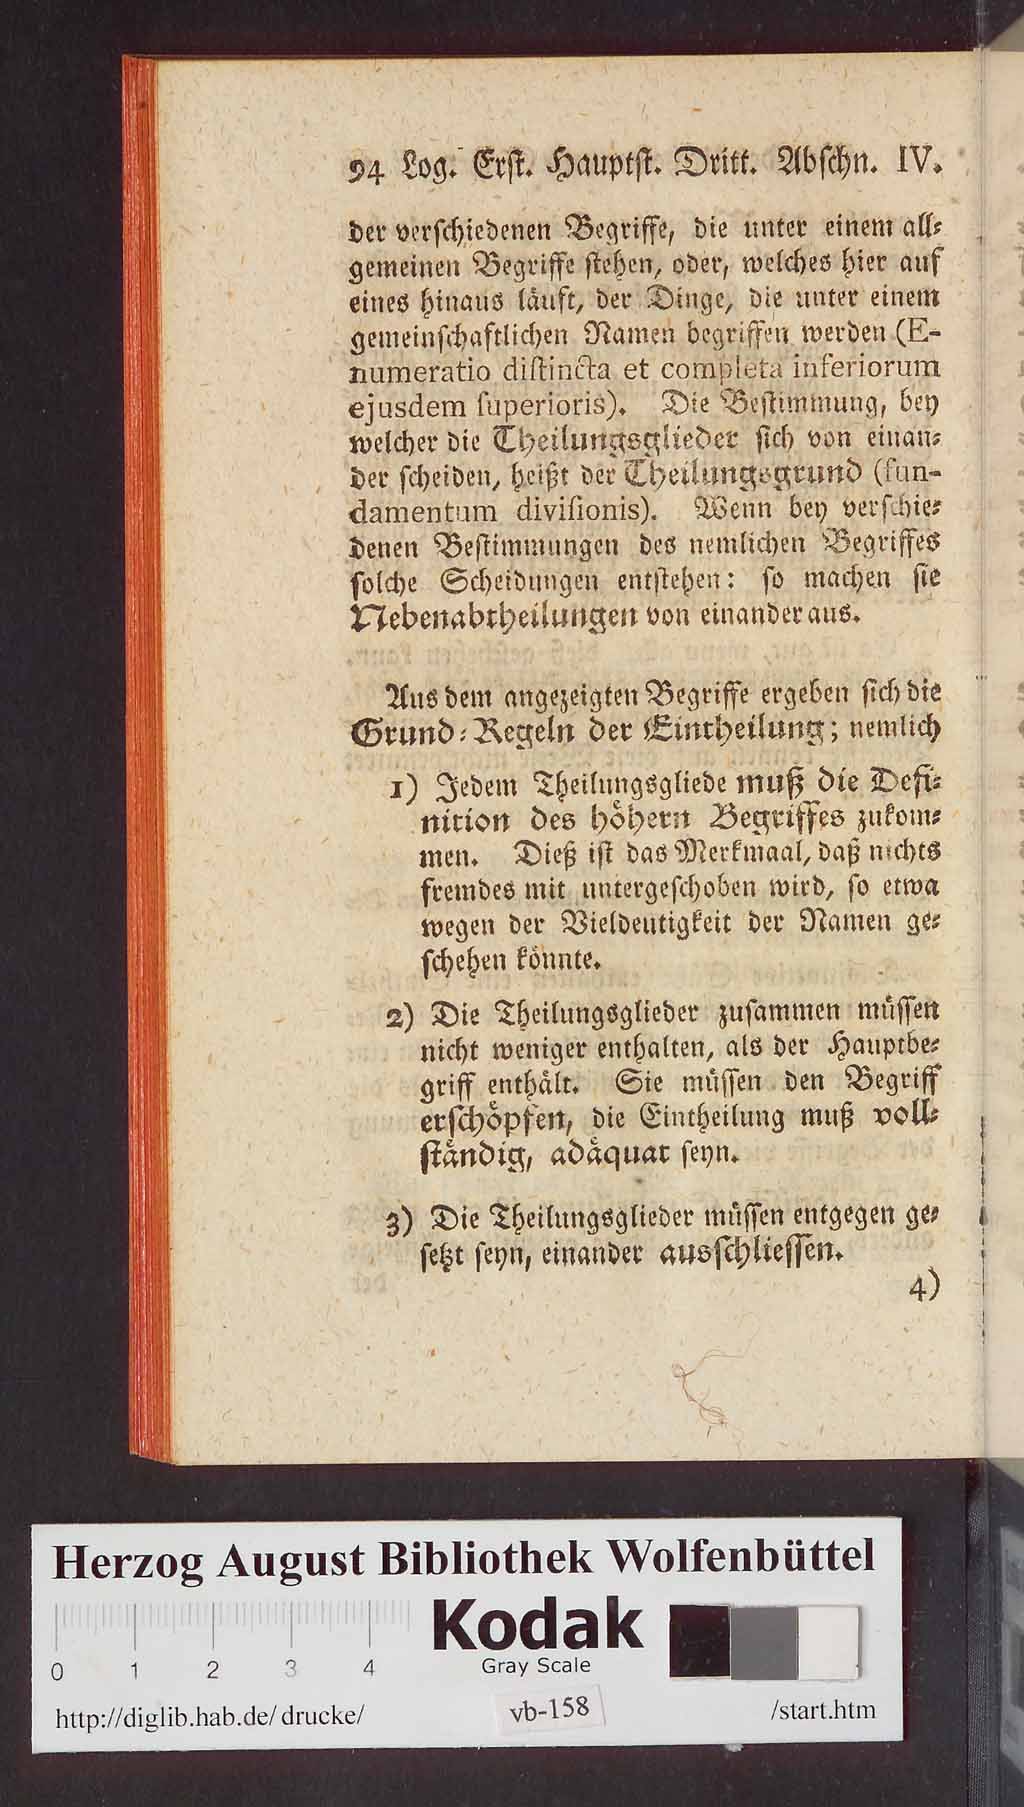 94 Log. Erst. Hauptst. Dritt. Abschn. IV.
der verschiedenen Begriffe, die unter einem all⸗
gemeinen Begriffe stehen, oder, welches hier auf
eines hinaus läuft, der Dinge, die unter einem
gemeinschaftlichen Namen begriffen werden (E-
numeratio distincta et completa inferiorum
ejusdem superioris). Die Bestimmung, bey
welcher die Theilungsglieder sich von einan⸗
der scheiden, heißt der Theilungsgrund (fun-
damentum divisionis). Wenn bey verschie⸗
denen Bestimmungen des nemlichen Begriffes
solche Scheidungen entstehen: so machen sie
Nebenabtheilungen von einander aus.
Aus dem angezeigten Begriffe ergeben sich die
Grund⸗Regeln der Eintheilung; nemlich
1) Jedem Theilungsgliede muß die Defi⸗
nition des höhern Begriffes zukom⸗
men. Dieß ist das Merkmaal, daß nichts
fremdes mit untergeschoben wird, so etwa
wegen der Vieldeutigkeit der Namen ge⸗
schehen könnte.
2) Die Theilungsglieder zusammen müssen
nicht weniger enthalten, als der Hauptbe⸗
griff enthält. Sie müssen den Begriff
erschöpfen, die Eintheilung muß voll⸗
ständig, adäquat seyn.
3) Die Theilungsglieder müssen entgegen ge⸗
setzt seyn, einander ausschliessen.
4)
Herzog August Bibliothek Wolfenbüttel
Kodak
0 1 2 3 4 Gray Scale
http://diglib.hab.de/drucke/ vb-158 /start.htm